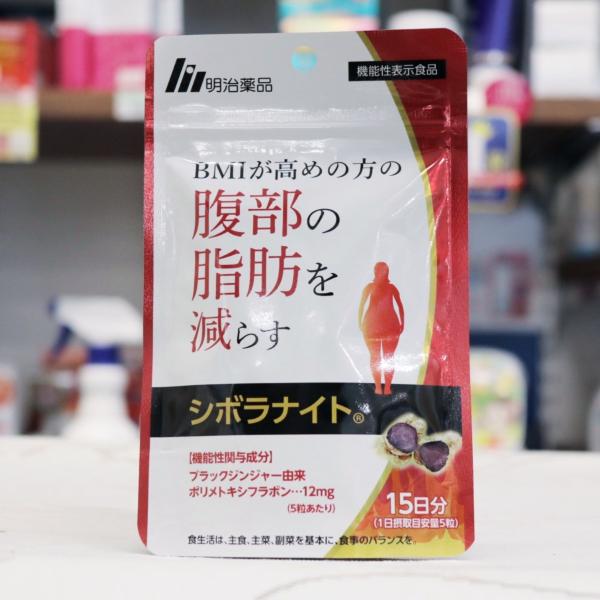 明治薬品
機能性表示食品
BMIが高めの方の
腹部の
脂肪を
減らす
シボラナイト®
【機能性関与成分】
ブラックジンジャー由来
ポリメトキシフラボン…12mg
(5粒あたり)
15日分
(1日摂取目安量5粒)
食生活は、主食、主菜、副菜を基本に、食事のバランスを。